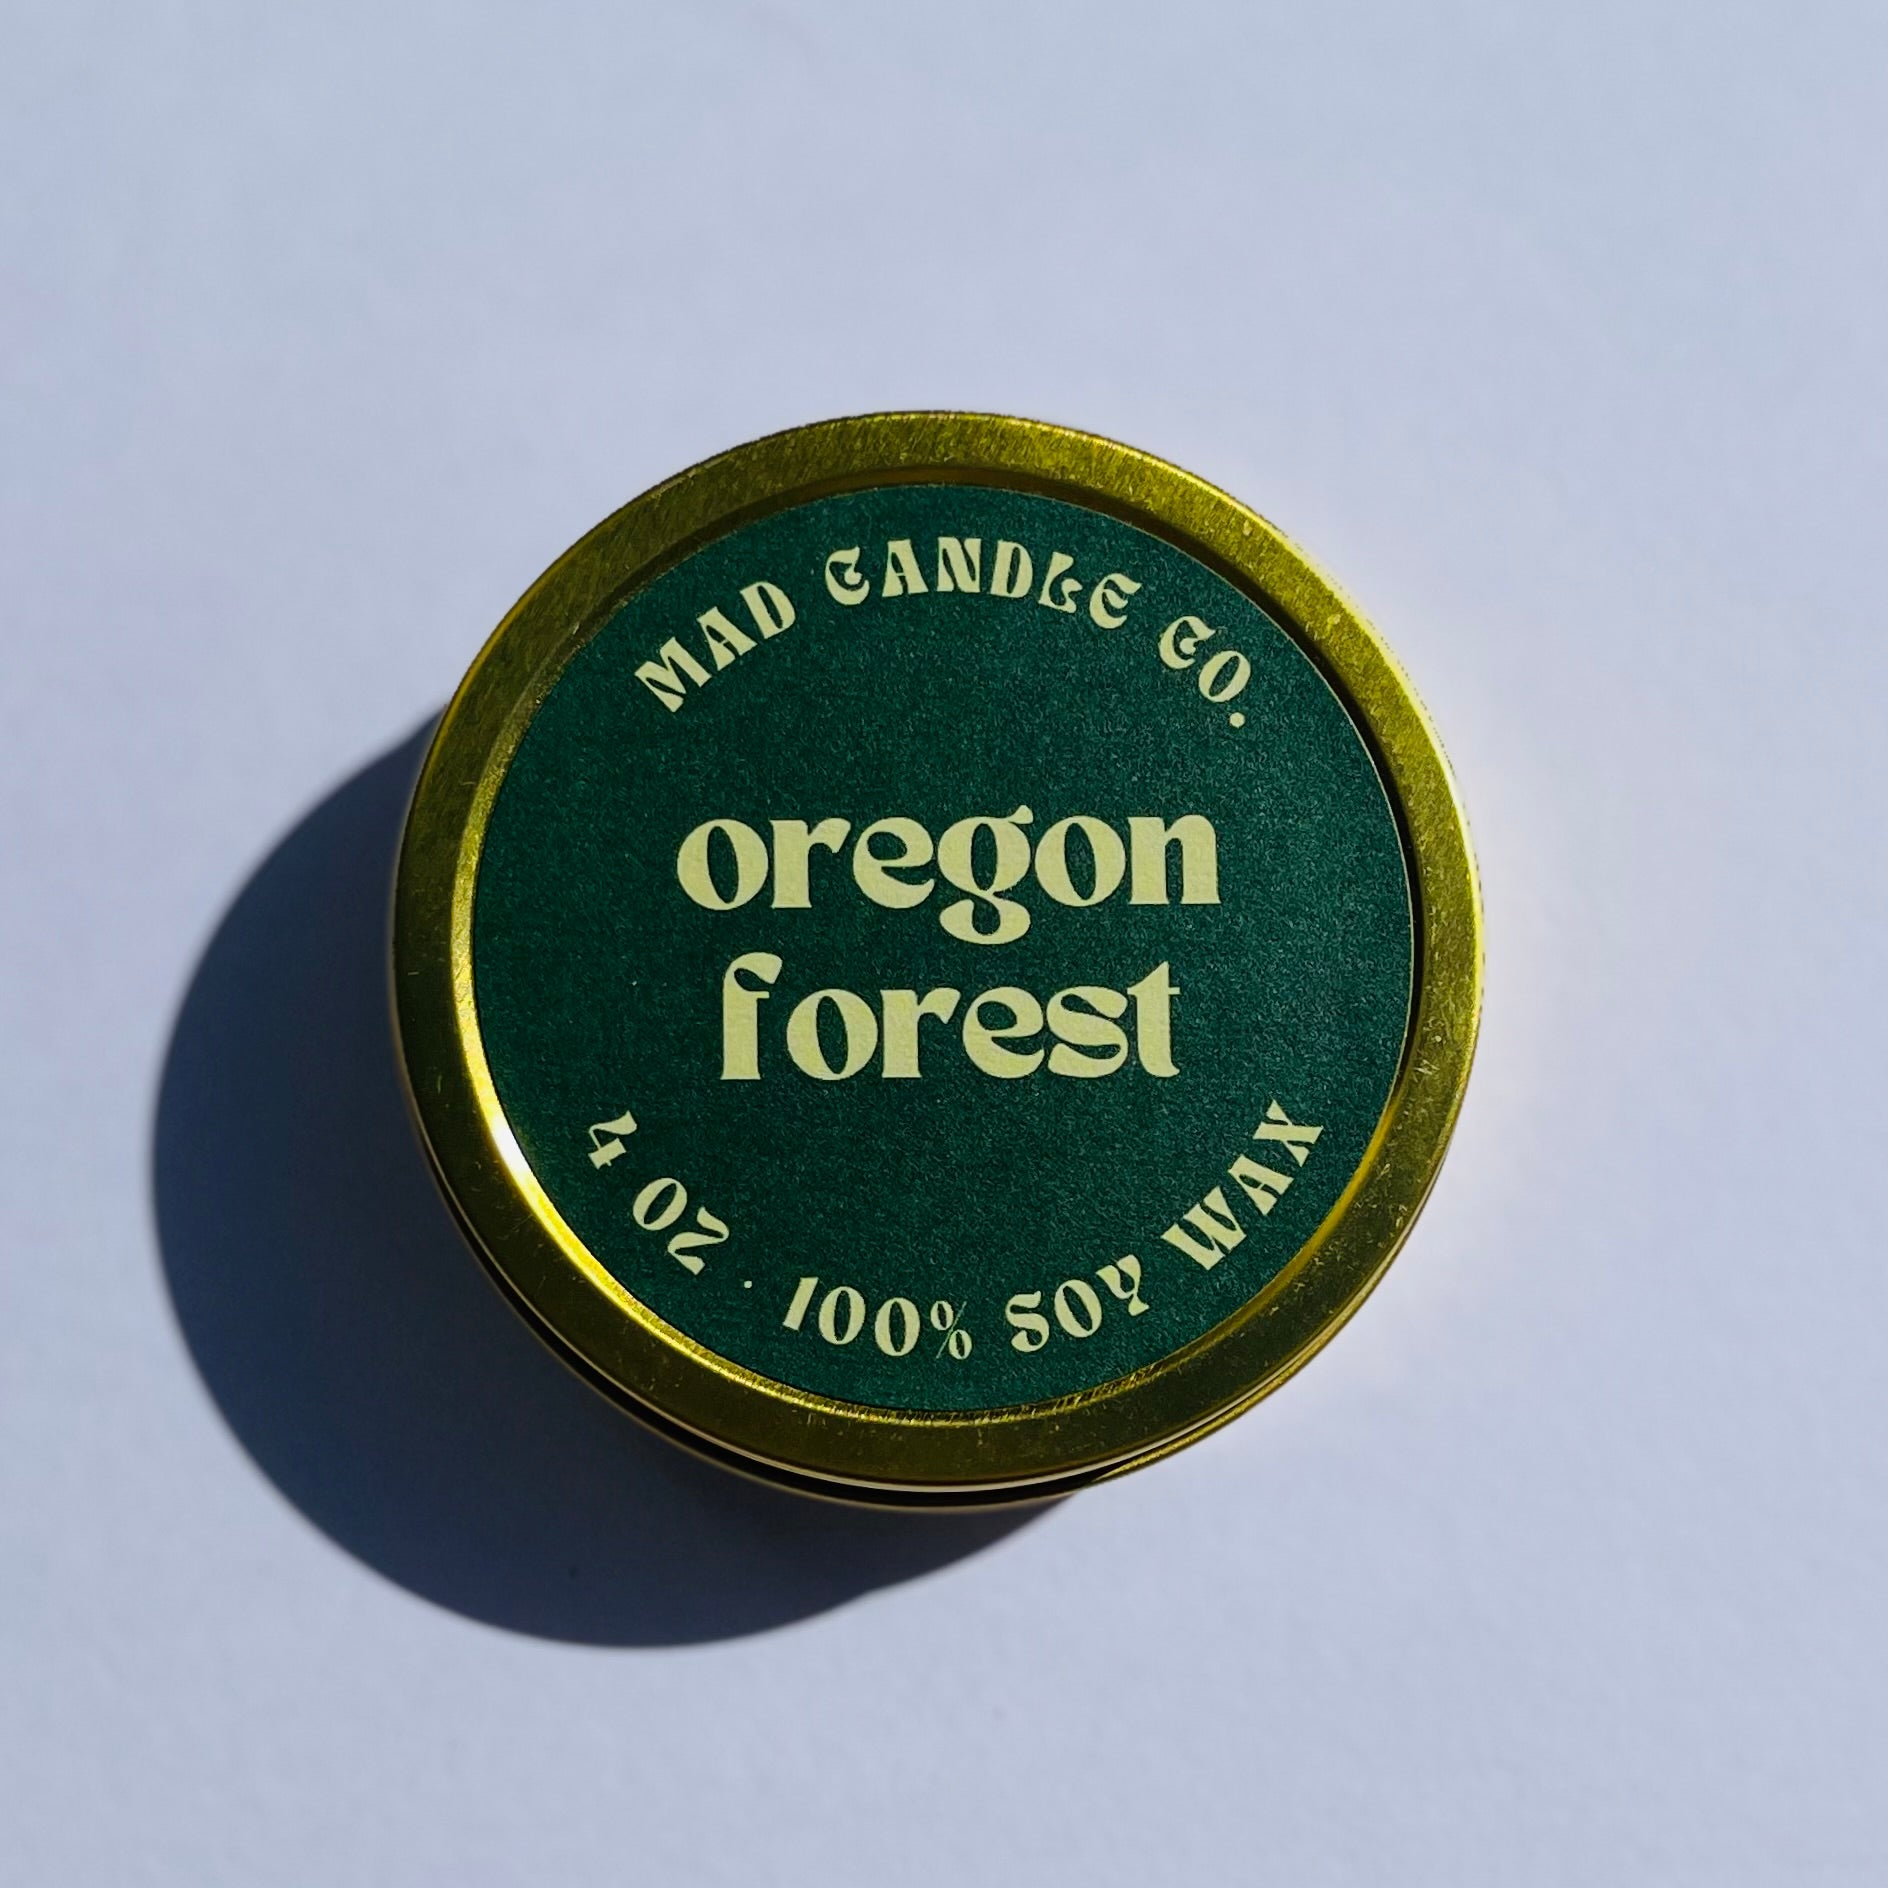 MAD CANDLE CO.
oregon
forest
4 OZ · 100% SOY WAX